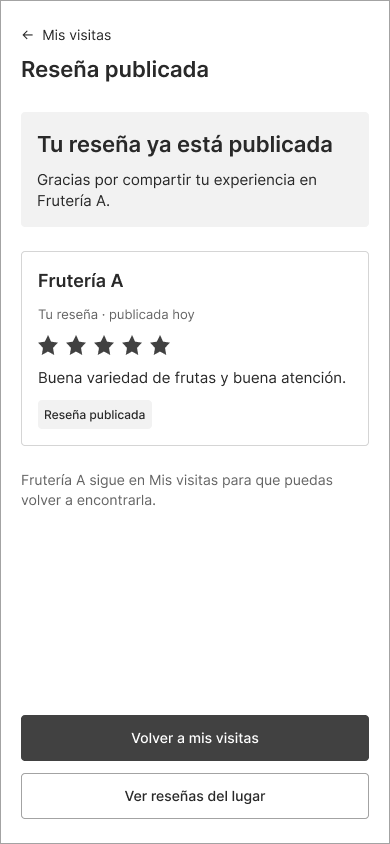 ← Mis visitas
Reseña publicada
Tu reseña ya está publicada
Gracias por compartir tu experiencia en
Frutería A.
Frutería A
Tu reseña · publicada hoy
Buena variedad de frutas y buena atención.
Reseña publicada
Frutería A sigue en Mis visitas para que puedas
volver a encontrarla.
Volver a mis visitas
Ver reseñas del lugar